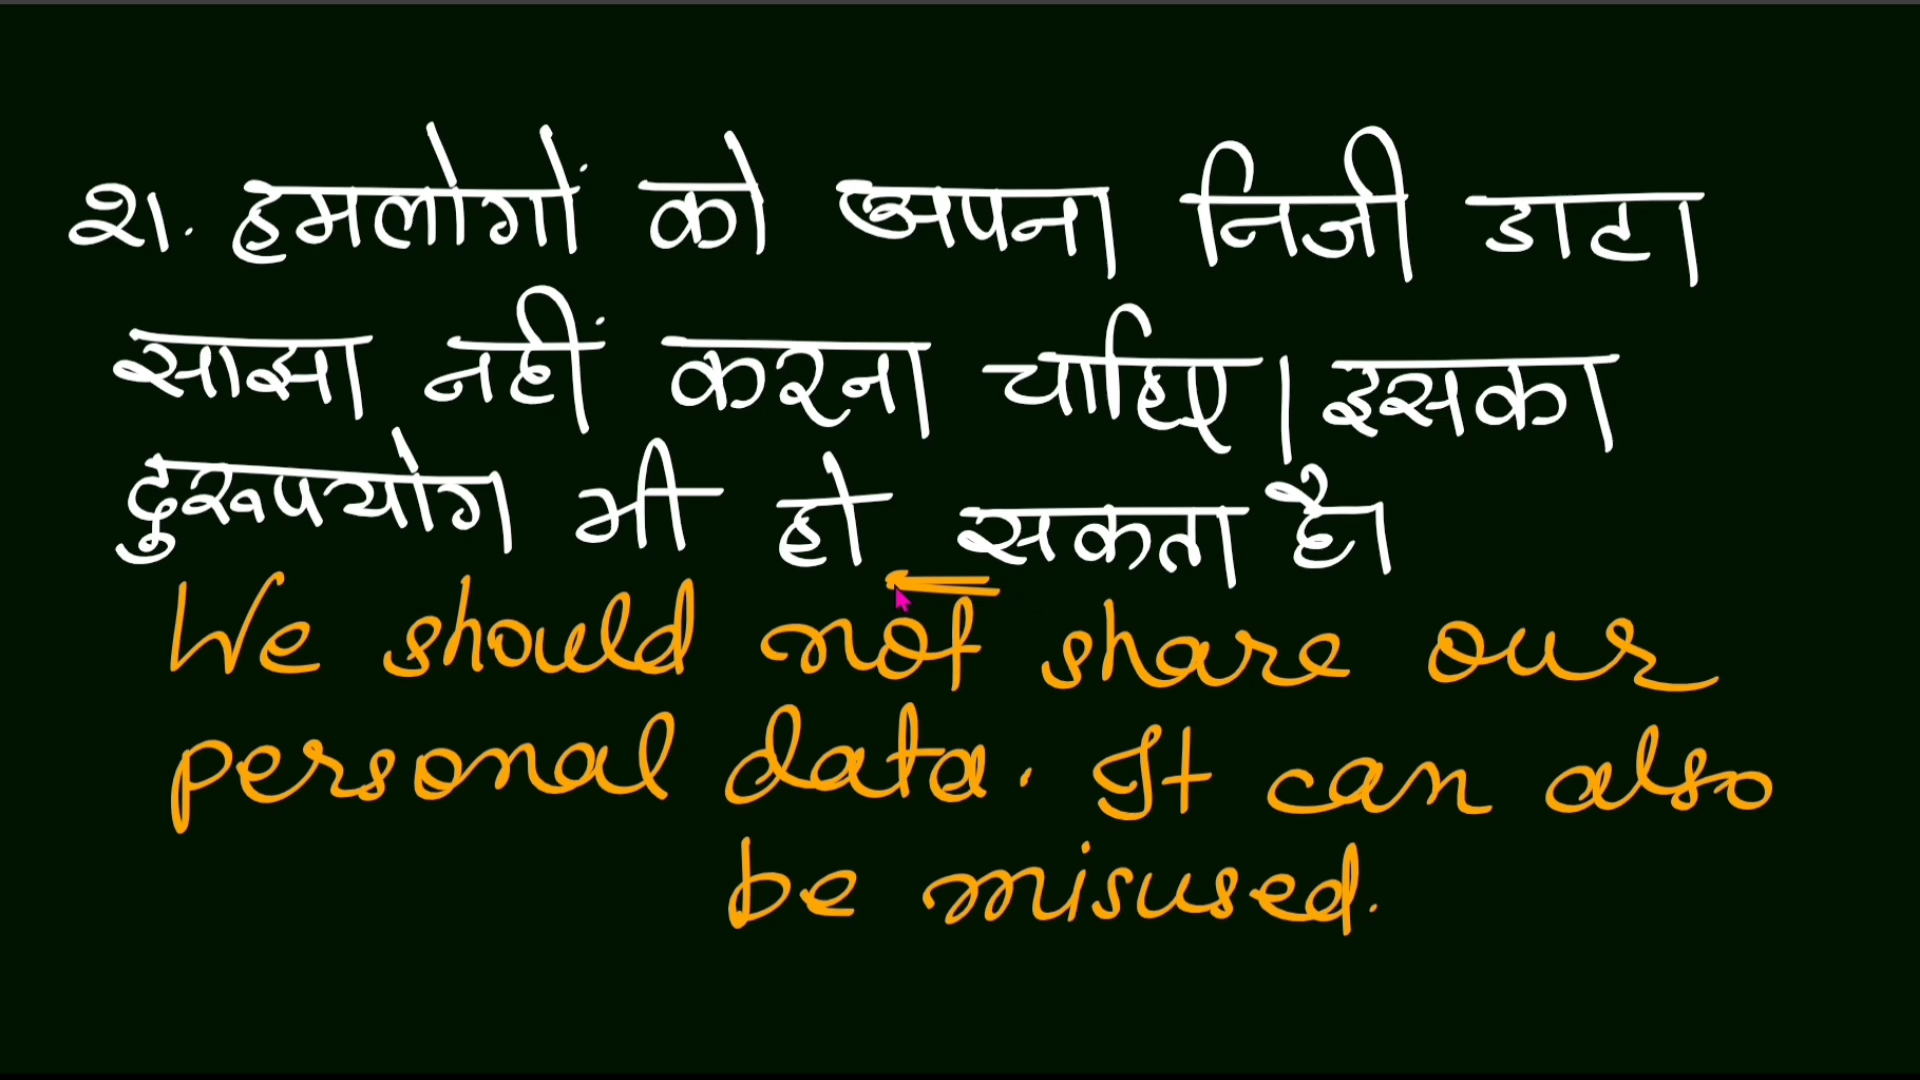 २१. हमलोगों को अपना निजी डाटा
साझा नहीं करना चाहिए। इसका
दुरूपयोग भी हो सकता है।
We should not share our
personal data. It can also
be misused.